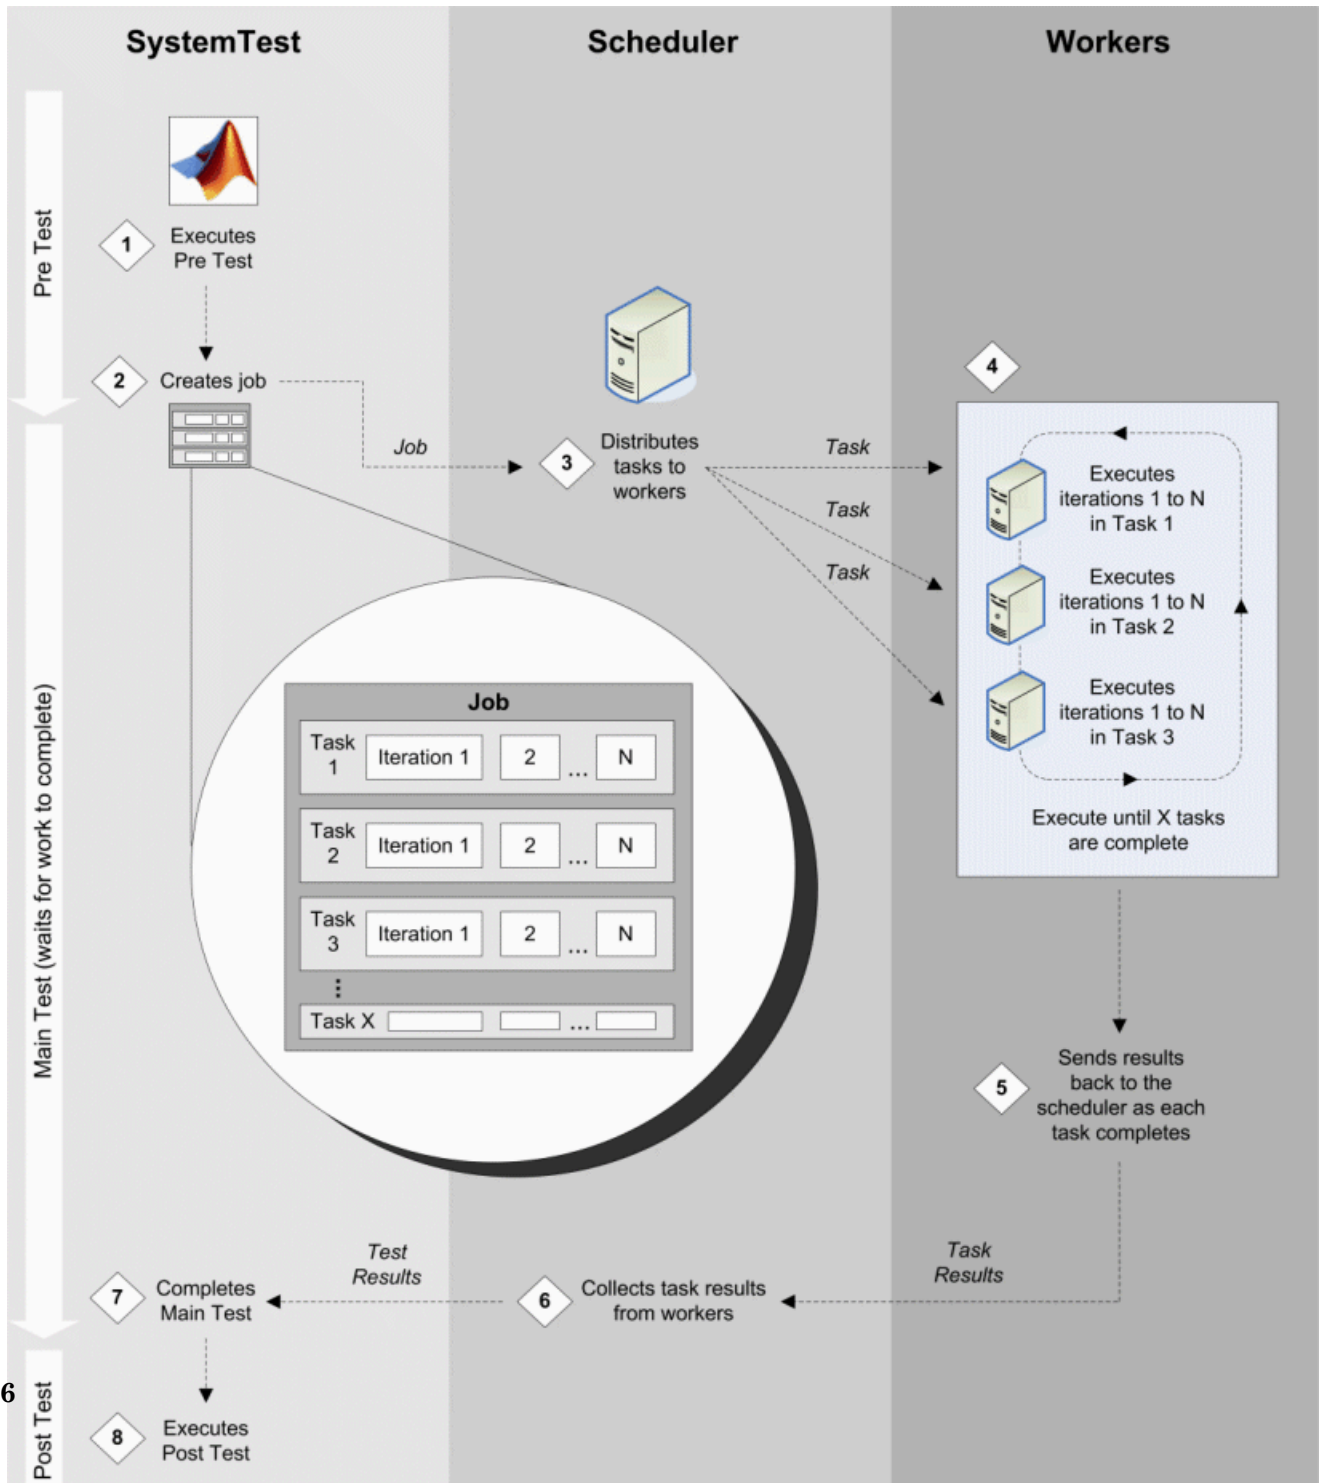 SystemTest
Scheduler
Workers
Pre Test
1
Executes
Pre Test
2
Creates job
Job
3
Distributes
tasks to
workers
Task
Task
Task
4
Executes
iterations 1 to N
in Task 1
Executes
iterations 1 to N
in Task 2
Executes
iterations 1 to N
in Task 3
Execute until X tasks
are complete
Main Test (waits for work to complete)
Job
Task
1
Iteration 1
2
...
N
Task
2
Iteration 1
2
...
N
Task
3
Iteration 1
2
...
N
Task X
...
5
Sends results
back to the
scheduler as each
task completes
Task
Results
6
Collects task results
from workers
Test
Results
7
Completes
Main Test
6
Post Test
8
Executes
Post Test